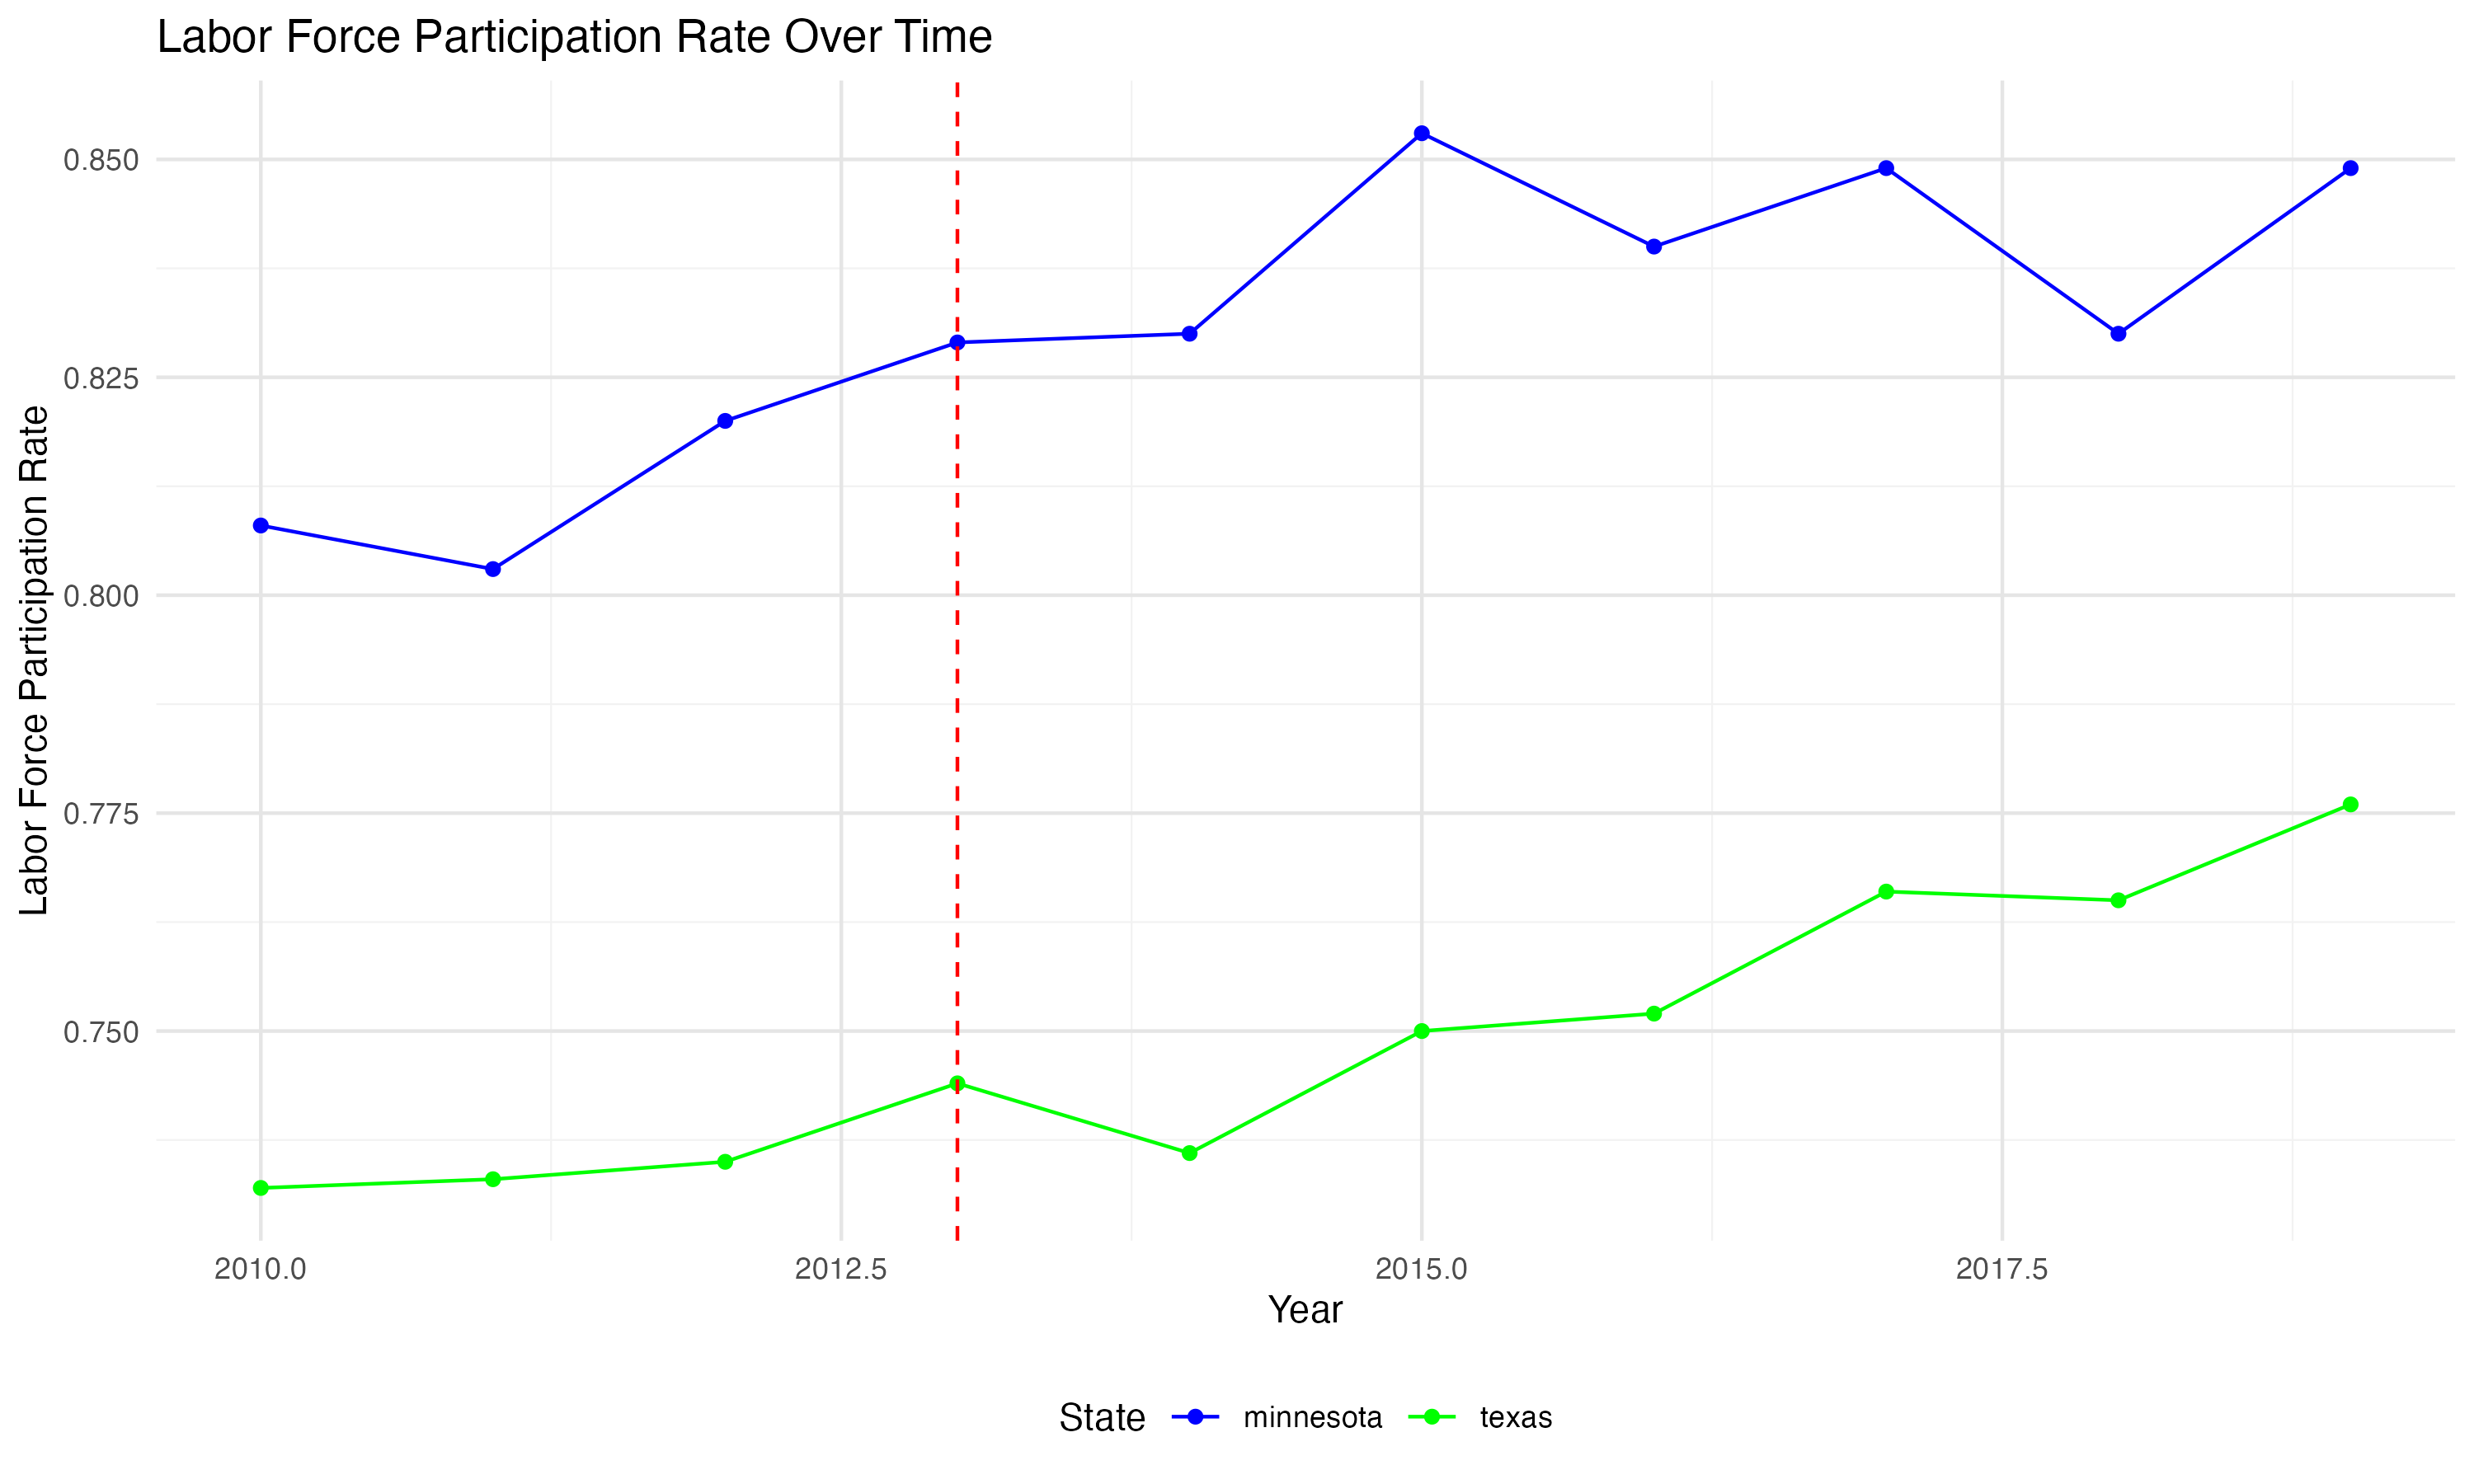 Labor Force Participation Rate Over Time
Labor Force Participation Rate
0.850
0.825
0.800
0.775
0.750
2010.0 2012.5 2015.0 2017.5
Year
State minnesota texas